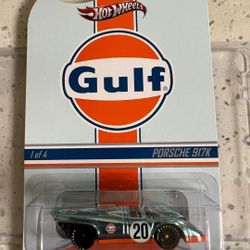 Hot Wheels
Gulf
1 of 4
PORSCHE 917K
20